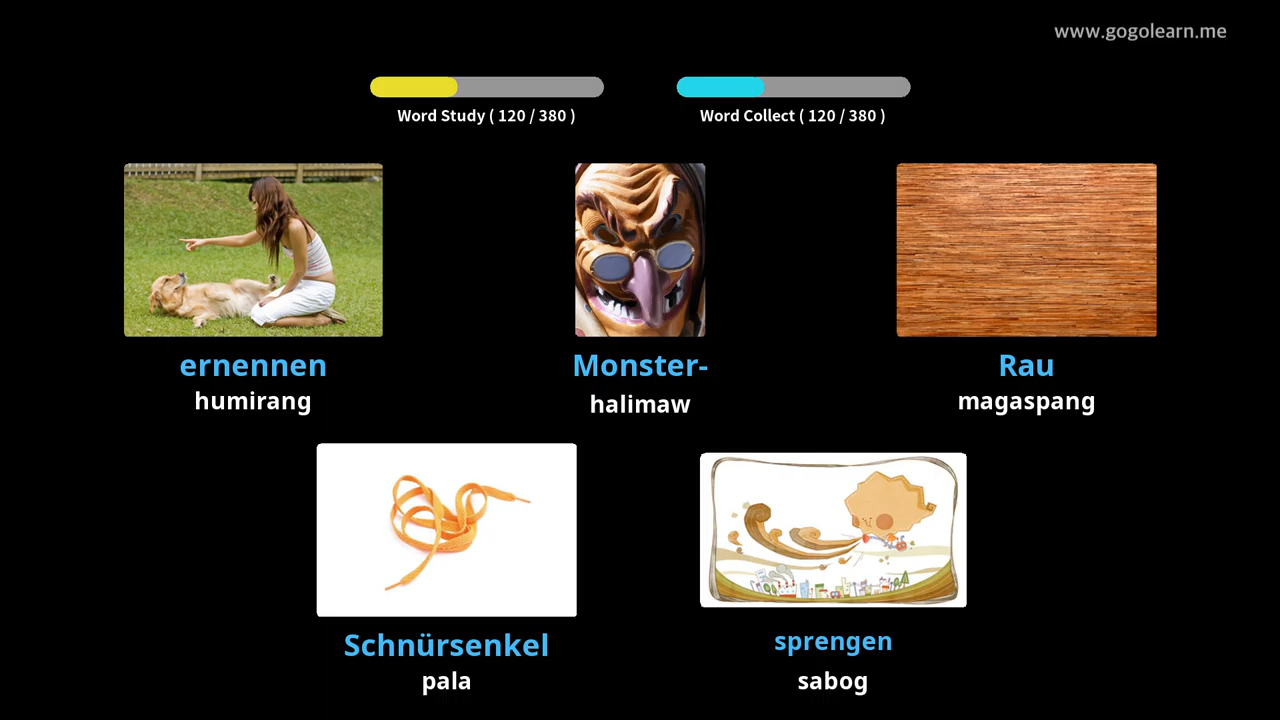 www.gogolearn.me
Word Study ( 120 / 380 )
Word Collect ( 120 / 380 )
ernennen
humirang
Monster-
halimaw
Rau
magaspang
Schnürsenkel
pala
sprengen
sabog